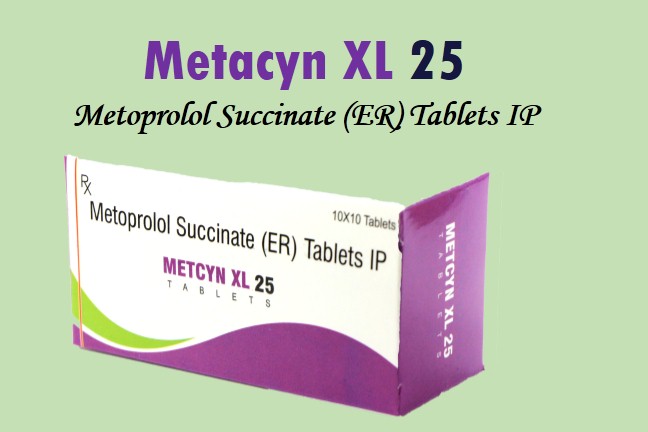 Metacyn XL 25
Metoprolol Succinate (ER) Tablets IP
Rx
10X10 Tablets
Metoprolol Succinate (ER) Tablets IP
METCYN XL 25
TABLETS
METCYN XL 25
TABLETS